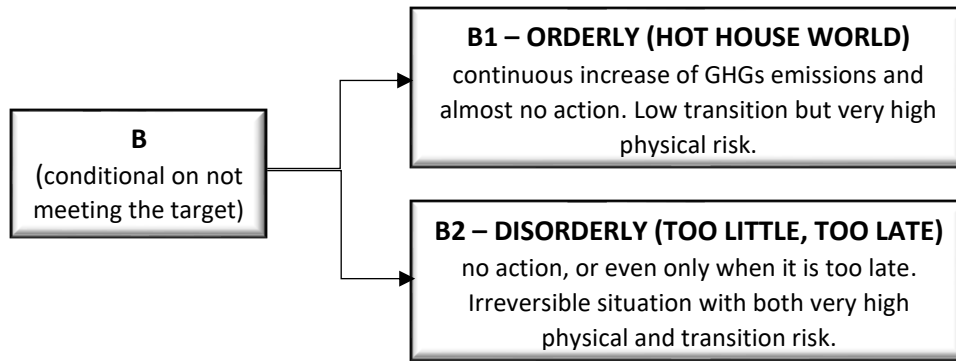 B
(conditional on not
meeting the target)
B1 – ORDERLY (HOT HOUSE WORLD)
continuous increase of GHGs emissions and
almost no action. Low transition but very high
physical risk.
B2 – DISORDERLY (TOO LITTLE, TOO LATE)
no action, or even only when it is too late.
Irreversible situation with both very high
physical and transition risk.